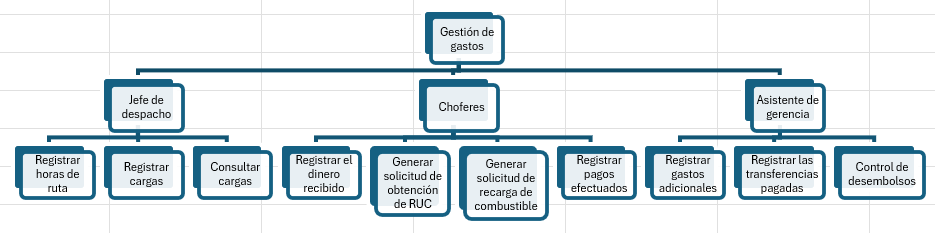 Gestión de
gastos
Jefe de
despacho
Choferes
Asistente de
gerencia
Registrar
horas de
ruta
Registrar
cargas
Consultar
cargas
Registrar el
dinero
recibido
Generar
solicitud de
obtención
de RUC
Generar
solicitud de
recarga de
combustible
Registrar
pagos
efectuados
Registrar
gastos
adicionales
Registrar las
transferencias
pagadas
Control de
desembolsos